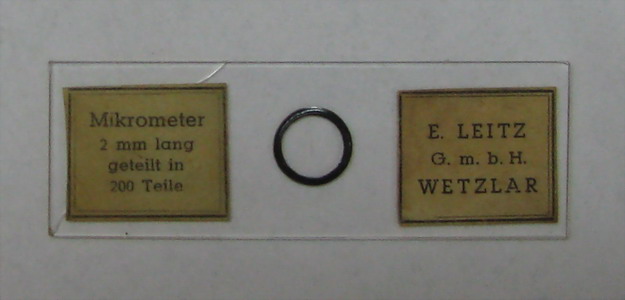 Mikrometer
2 mm lang
geteilt in
200 Teile
E. LEITZ
G. m. b. H.
WETZLAR